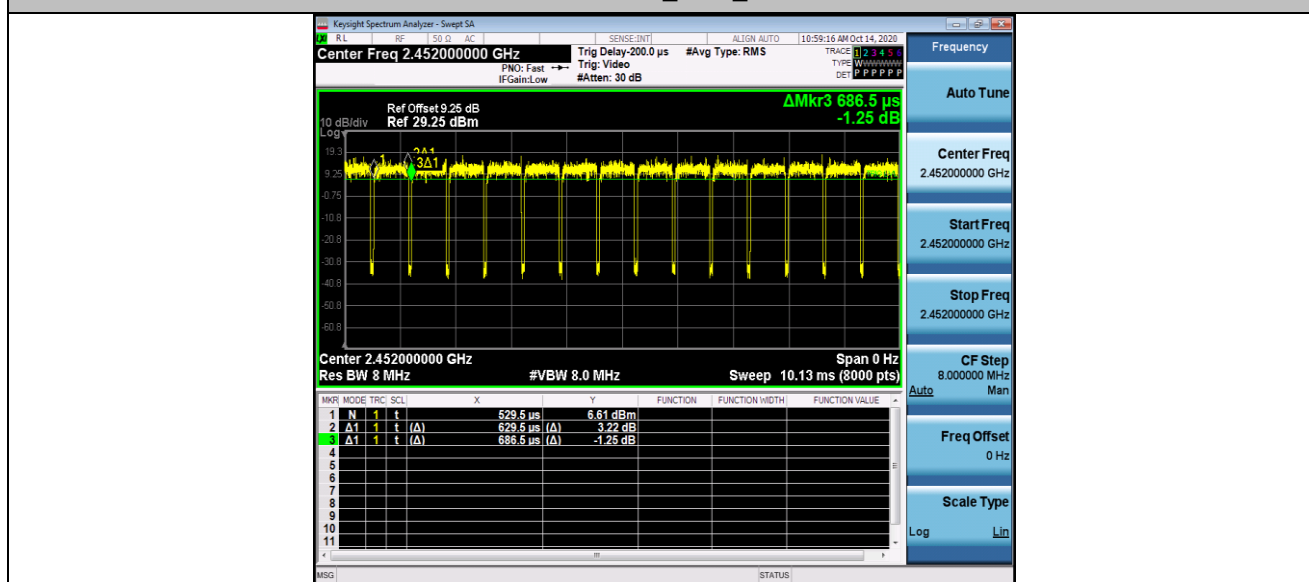 Keysight Spectrum Analyzer - Swept SA
RL RF 50 Ω AC SENSE:INT ALIGN AUTO 10:59:16 AM Oct 14, 2020
Center Freq 2.452000000 GHz
PNO: Fast
IFGain:Low
Trig Delay-200.0 µs #Avg Type: RMS
Trig: Video
#Atten: 30 dB
TRACE 1 2 3 4 5 6
TYPE W
DET P P P P P P
Frequency
ΔMkr3 686.5 µs
-1.25 dB
Ref Offset 9.25 dB
10 dB/div Ref 29.25 dBm
Log
19.3
9.25
-0.75
-10.8
-20.8
-30.8
-40.8
-50.8
-60.8
1
2Δ1
3Δ1
Center 2.452000000 GHz Span 0 Hz
Res BW 8 MHz #VBW 8.0 MHz Sweep 10.13 ms (8000 pts)
MKR MODE TRC SCL X Y FUNCTION FUNCTION WIDTH FUNCTION VALUE
1 N 1 t 529.5 µs 6.61 dBm
2 Δ1 1 t (Δ) 629.5 µs (Δ) 3.22 dB
3 Δ1 1 t (Δ) 686.5 µs (Δ) -1.25 dB
4
5
6
7
8
9
10
11
MSG STATUS
Auto Tune
Center Freq
2.452000000 GHz
Start Freq
2.452000000 GHz
Stop Freq
2.452000000 GHz
CF Step
8.000000 MHz
Auto Man
Freq Offset
0 Hz
Scale Type
Log Lin